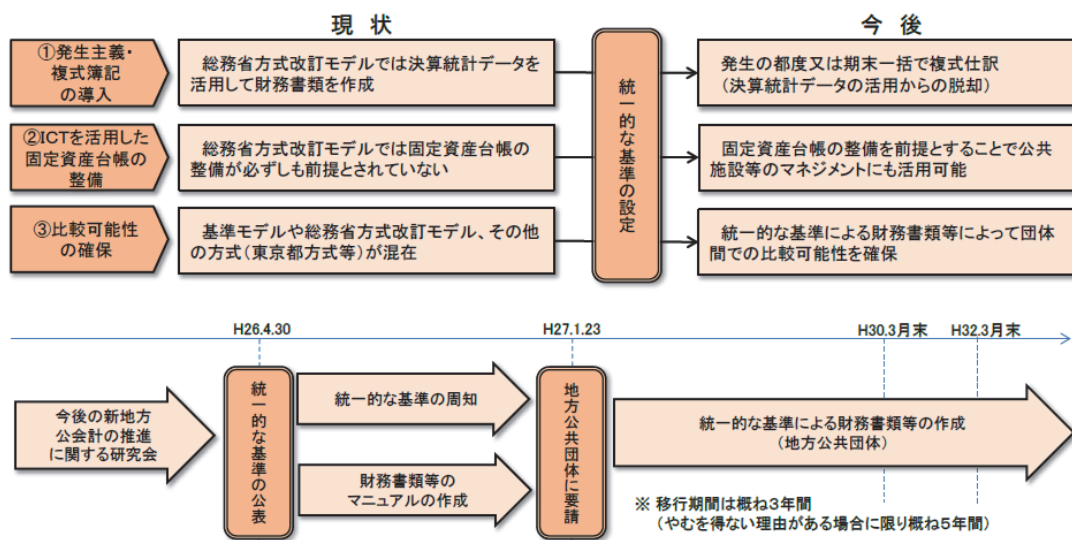 現状
今後
①発生主義・
複式簿記
の導入
総務省方式改訂モデルでは決算統計データを
活用して財務書類を作成
統一的な基準の設定
発生の都度又は期末一括で複式仕訳
(決算統計データの活用からの脱却)
②ICTを活用した
固定資産台帳の
整備
総務省方式改訂モデルでは固定資産台帳の
整備が必ずしも前提とされていない
固定資産台帳の整備を前提とすることで公共
施設等のマネジメントにも活用可能
③比較可能性
の確保
基準モデルや総務省方式改訂モデル、その他
の方式(東京都方式等)が混在
統一的な基準による財務書類等によって団体
間での比較可能性を確保
H26.4.30
H27.1.23
H30.3月末
H32.3月末
今後の新地方
公会計の推進
に関する研究会
統一的な基準の公表
統一的な基準の周知
財務書類等の
マニュアルの作成
地方公共団体に要請
統一的な基準による財務書類等の作成
(地方公共団体)
※ 移行期間は概ね3年間
(やむを得ない理由がある場合に限り概ね5年間)